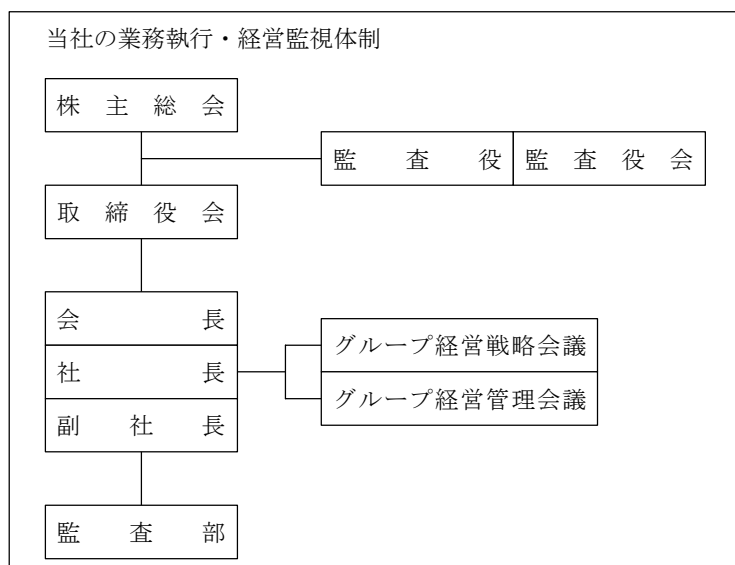 当社の業務執行・経営監視体制
株主総会
監査役 監査役会
取締役会
会長
社長
副社長
グループ経営戦略会議
グループ経営管理会議
監査部